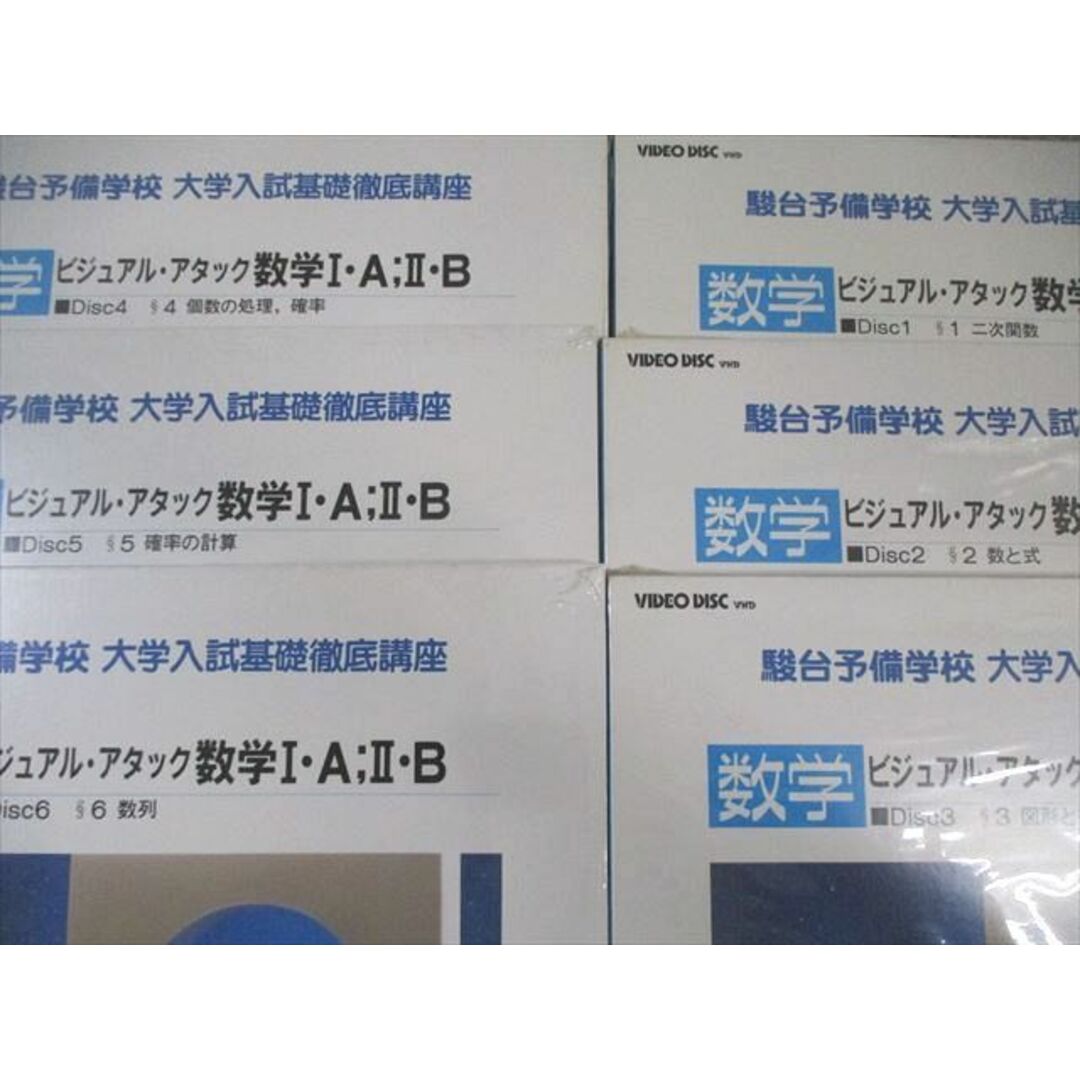 台予備学校 大学入試基礎徹底講座
学 ビジュアル・アタック 数学I・A;II・B
■Disc4 §4 個数の処理，確率
予備学校 大学入試基礎徹底講座
ビジュアル・アタック 数学I・A;II・B
■Disc5 §5 確率の計算
備学校 大学入試基礎徹底講座
ジュアル・アタック 数学I・A;II・B
isc6 §6 数列
VIDEO DISC VHD
駿台予備学校 大学入試基
数学 ビジュアル・アタック 数学
■Disc1 §1 二次関数
VIDEO DISC VHD
駿台予備学校 大学入試
数学 ビジュアル・アタック 数
■Disc2 §2 数と式
VIDEO DISC VHD
駿台予備学校 大学入
数学 ビジュアル・アタック
■Disc3 §3 図形と